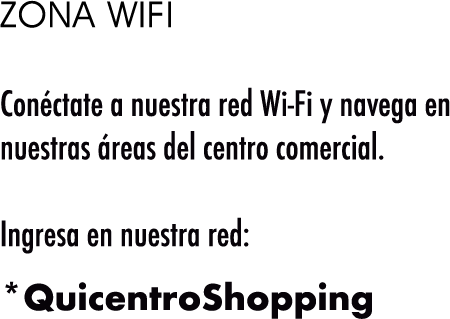 ZONA WIFI
Conéctate a nuestra red Wi-Fi y navega en
nuestras áreas del centro comercial.
Ingresa en nuestra red:
*QuicentroShopping